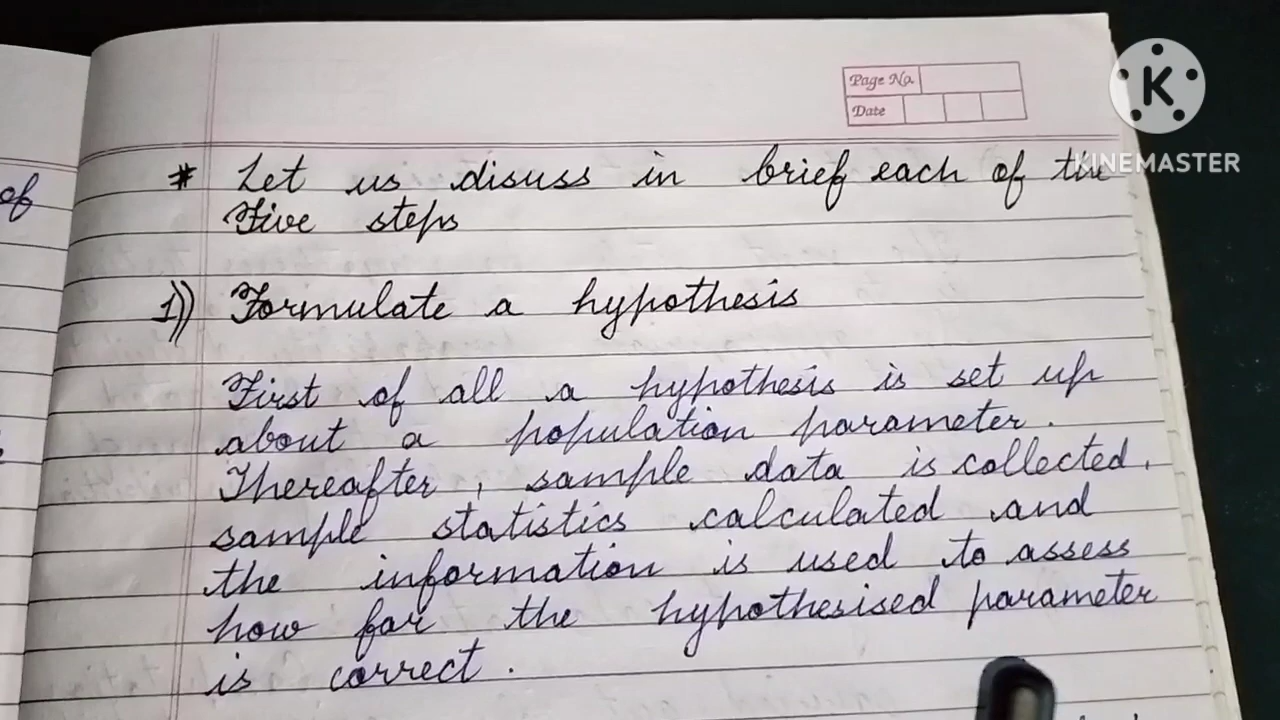 of
Page No.
Date
K
KINEMASTER
* Let us disuss in brief each of the
Five steps
1)) Formulate a hypothesis
First of all a hypothesis is set up
about a population parameter.
Thereafter, sample data is collected,
sample statistics calculated and
the information is used to assess
how far the hypothesised parameter
is correct.